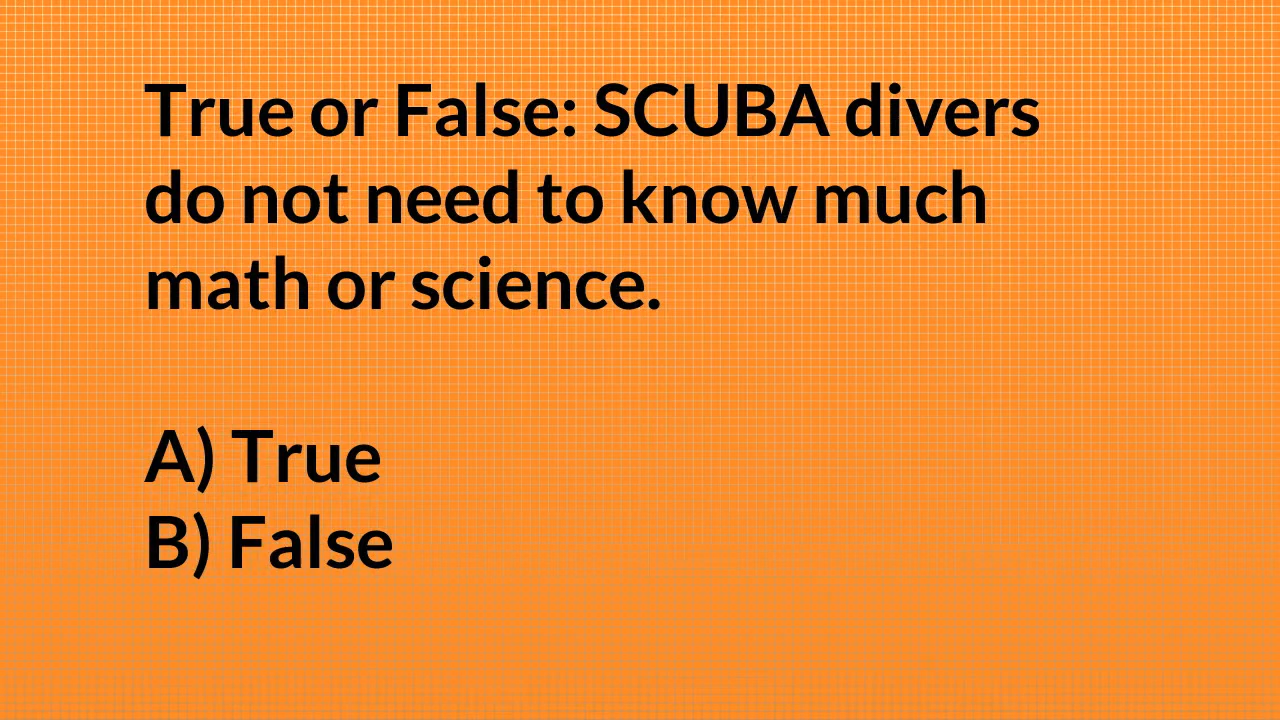 True or False: SCUBA divers
do not need to know much
math or science.
A) True
B) False